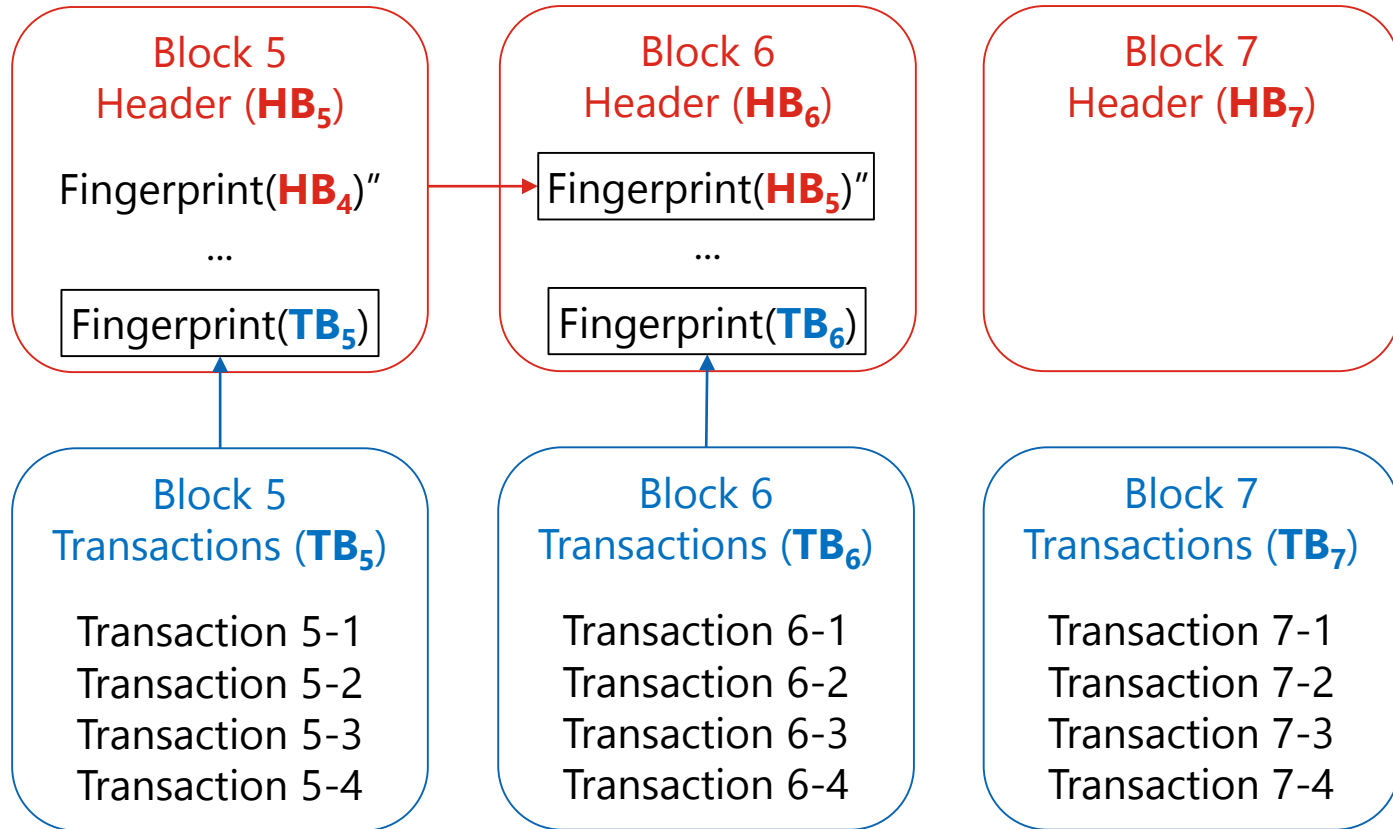 Block 5
Header (HB5)
Fingerprint(HB4)”
...
Fingerprint(TB5)
Block 6
Header (HB6)
Fingerprint(HB5)”
...
Fingerprint(TB6)
Block 7
Header (HB7)
Block 5
Transactions (TB5)
Transaction 5-1
Transaction 5-2
Transaction 5-3
Transaction 5-4
Block 6
Transactions (TB6)
Transaction 6-1
Transaction 6-2
Transaction 6-3
Transaction 6-4
Block 7
Transactions (TB7)
Transaction 7-1
Transaction 7-2
Transaction 7-3
Transaction 7-4